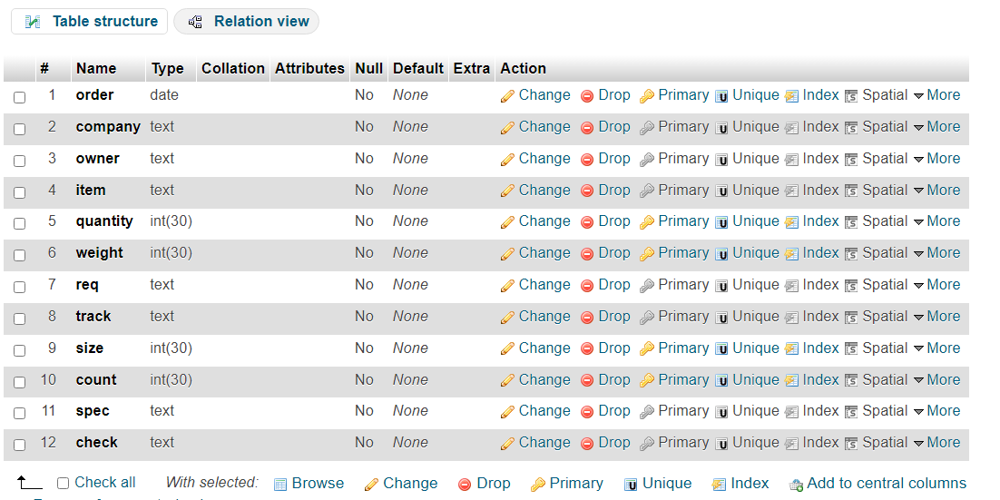 Table structure Relation view
# Name Type Collation Attributes Null Default Extra Action
1 order date No None Change Drop Primary Unique Index Spatial More
2 company text No None Change Drop Primary Unique Index Spatial More
3 owner text No None Change Drop Primary Unique Index Spatial More
4 item text No None Change Drop Primary Unique Index Spatial More
5 quantity int(30) No None Change Drop Primary Unique Index Spatial More
6 weight int(30) No None Change Drop Primary Unique Index Spatial More
7 req text No None Change Drop Primary Unique Index Spatial More
8 track text No None Change Drop Primary Unique Index Spatial More
9 size int(30) No None Change Drop Primary Unique Index Spatial More
10 count int(30) No None Change Drop Primary Unique Index Spatial More
11 spec text No None Change Drop Primary Unique Index Spatial More
12 check text No None Change Drop Primary Unique Index Spatial More
Check all With selected: Browse Change Drop Primary Unique Index Add to central columns